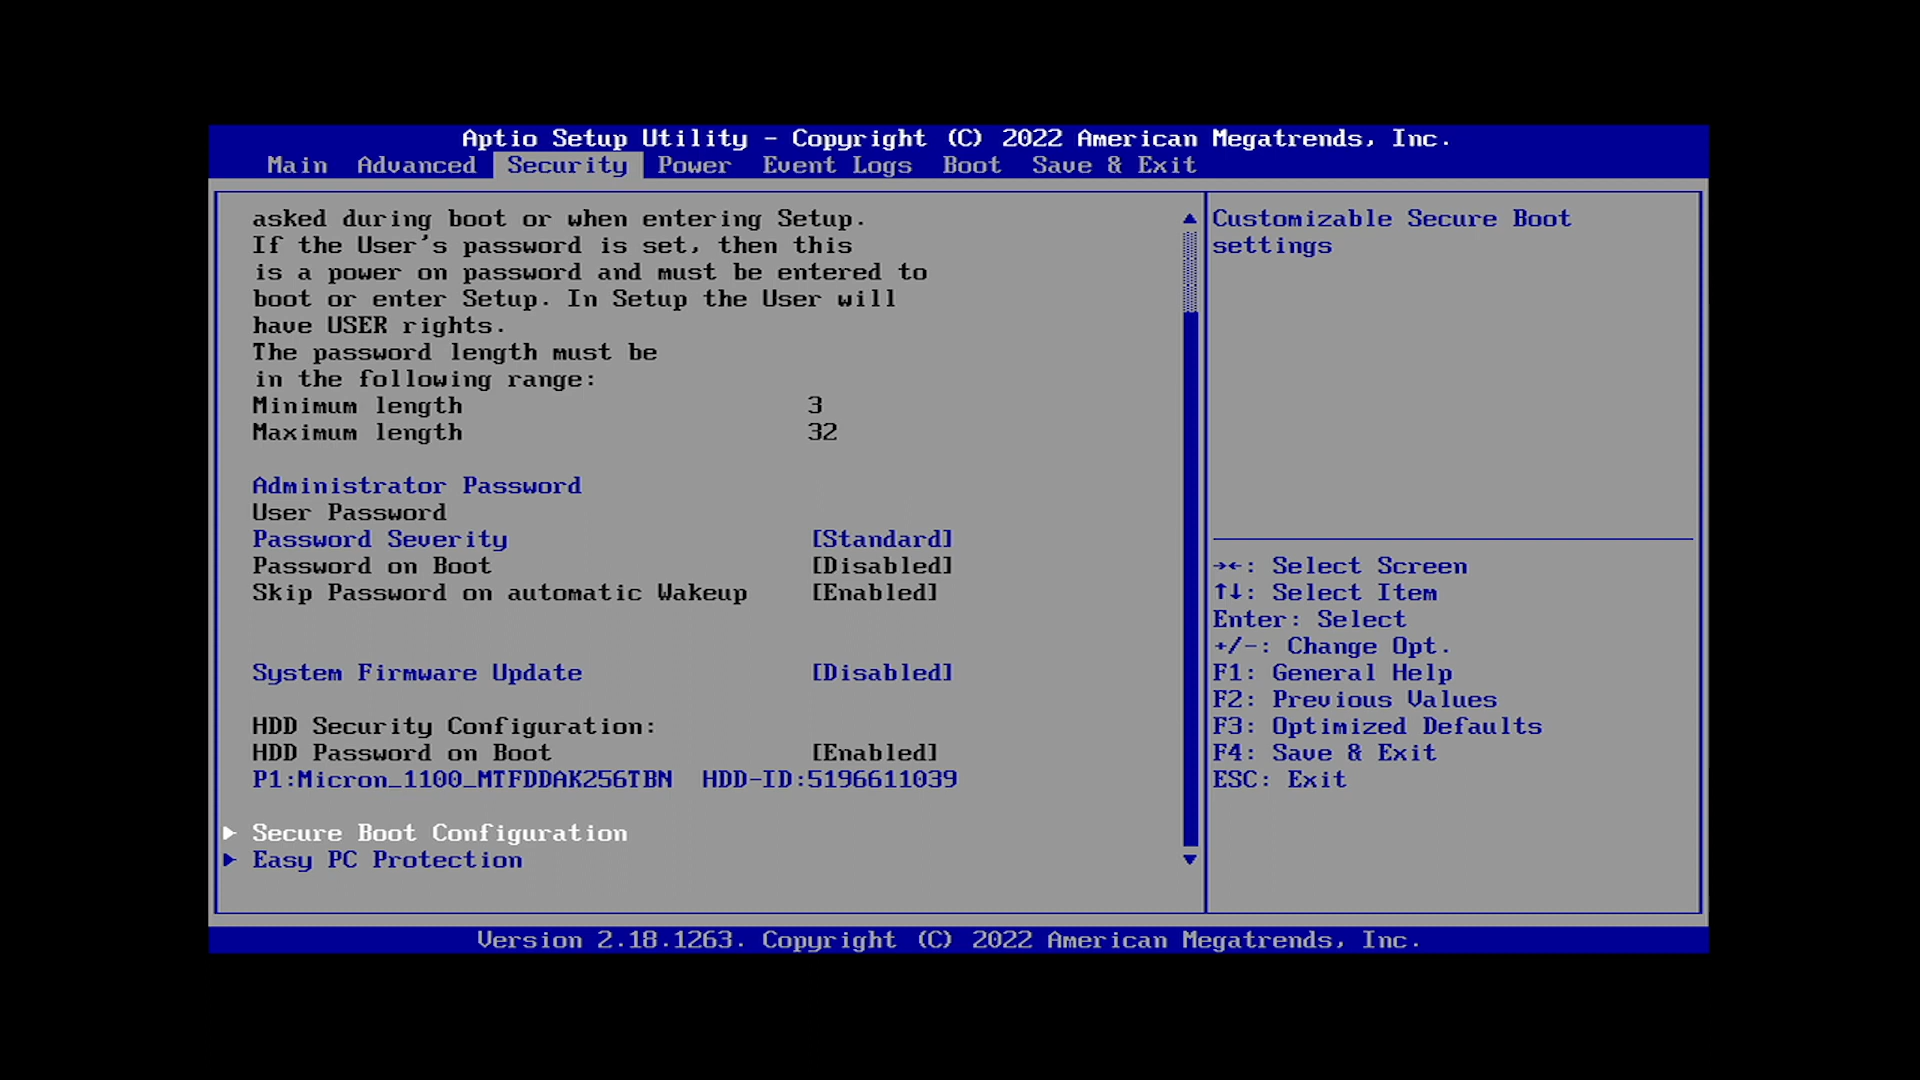 Aptio Setup Utility - Copyright (C) 2022 American Megatrends, Inc.
Main Advanced Security Power Event Logs Boot Save & Exit
asked during boot or when entering Setup.
If the User's password is set, then this
is a power on password and must be entered to
boot or enter Setup. In Setup the User will
have USER rights.
The password length must be
in the following range:
Minimum length 3
Maximum length 32
Administrator Password
User Password
Password Severity [Standard]
Password on Boot [Disabled]
Skip Password on automatic Wakeup [Enabled]
System Firmware Update [Disabled]
HDD Security Configuration:
HDD Password on Boot [Enabled]
P1:Micron_1100_MTFDDAK256TBN HDD-ID:5196611039
► Secure Boot Configuration
► Easy PC Protection
Customizable Secure Boot
settings
→←: Select Screen
↑↓: Select Item
Enter: Select
+/-: Change Opt.
F1: General Help
F2: Previous Values
F3: Optimized Defaults
F4: Save & Exit
ESC: Exit
Version 2.18.1263. Copyright (C) 2022 American Megatrends, Inc.